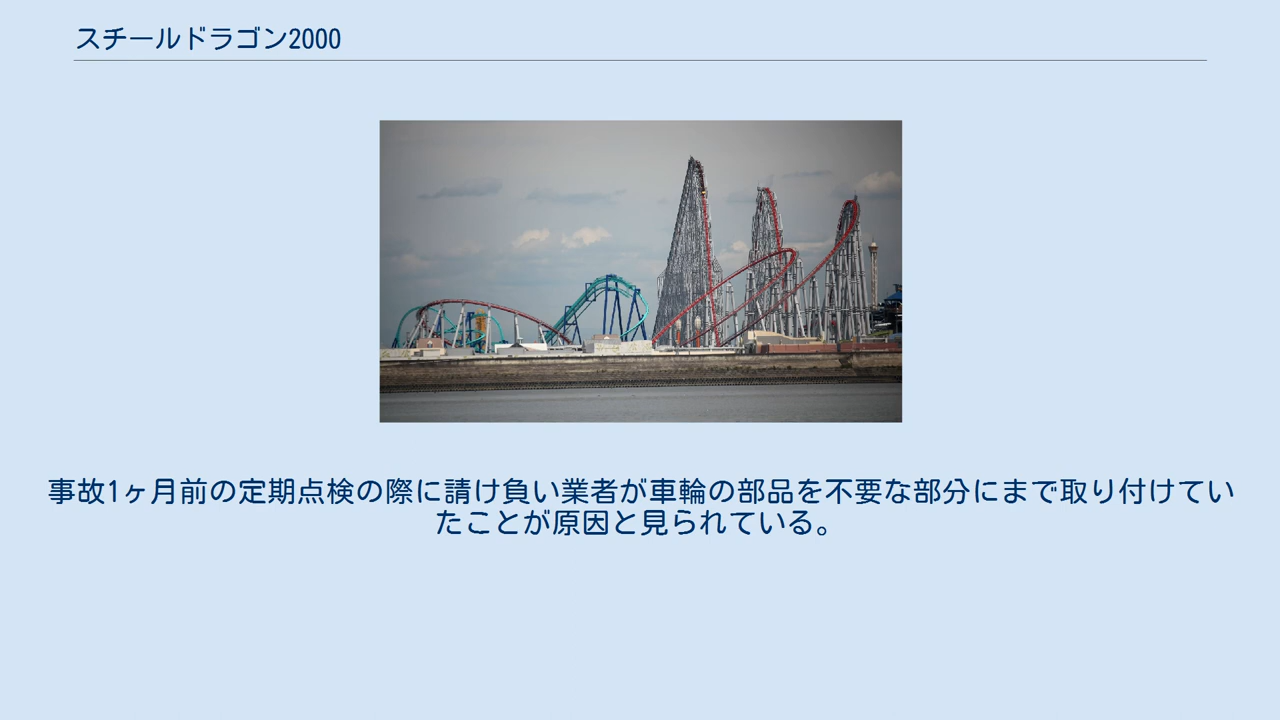 スチールドラゴン2000
事故1ヶ月前の定期点検の際に請け負い業者が車輪の部品を不要な部分にまで取り付けてい
たことが原因と見られている。